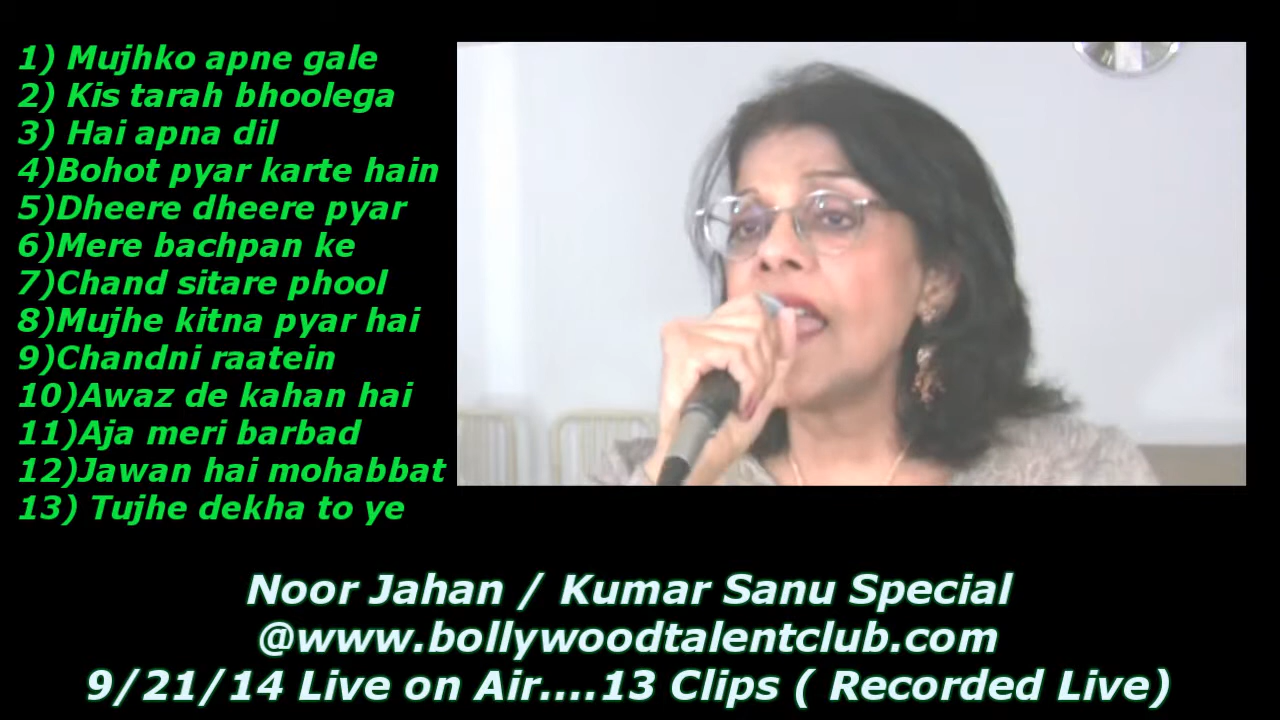 1) Mujhko apne gale
2) Kis tarah bhoolega
3) Hai apna dil
4)Bohot pyar karte hain
5)Dheere dheere pyar
6)Mere bachpan ke
7)Chand sitare phool
8)Mujhe kitna pyar hai
9)Chandni raatein
10)Awaz de kahan hai
11)Aja meri barbad
12)Jawan hai mohabbat
13) Tujhe dekha to ye
Noor Jahan / Kumar Sanu Special
@www.bollywoodtalentclub.com
9/21/14 Live on Air....13 Clips ( Recorded Live)